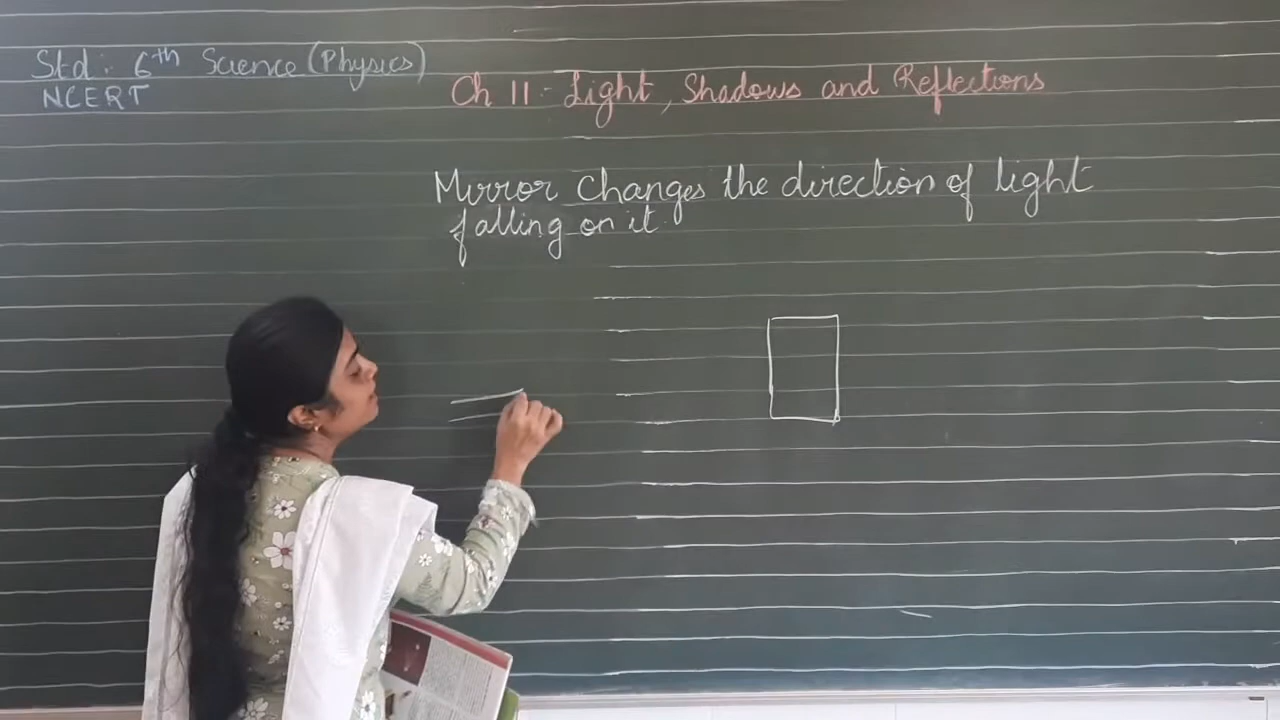 Std:- 6th Science (Physics)
NCERT
Ch 11:- Light, Shadows and Reflections
Mirror changes the direction of light
falling on it.